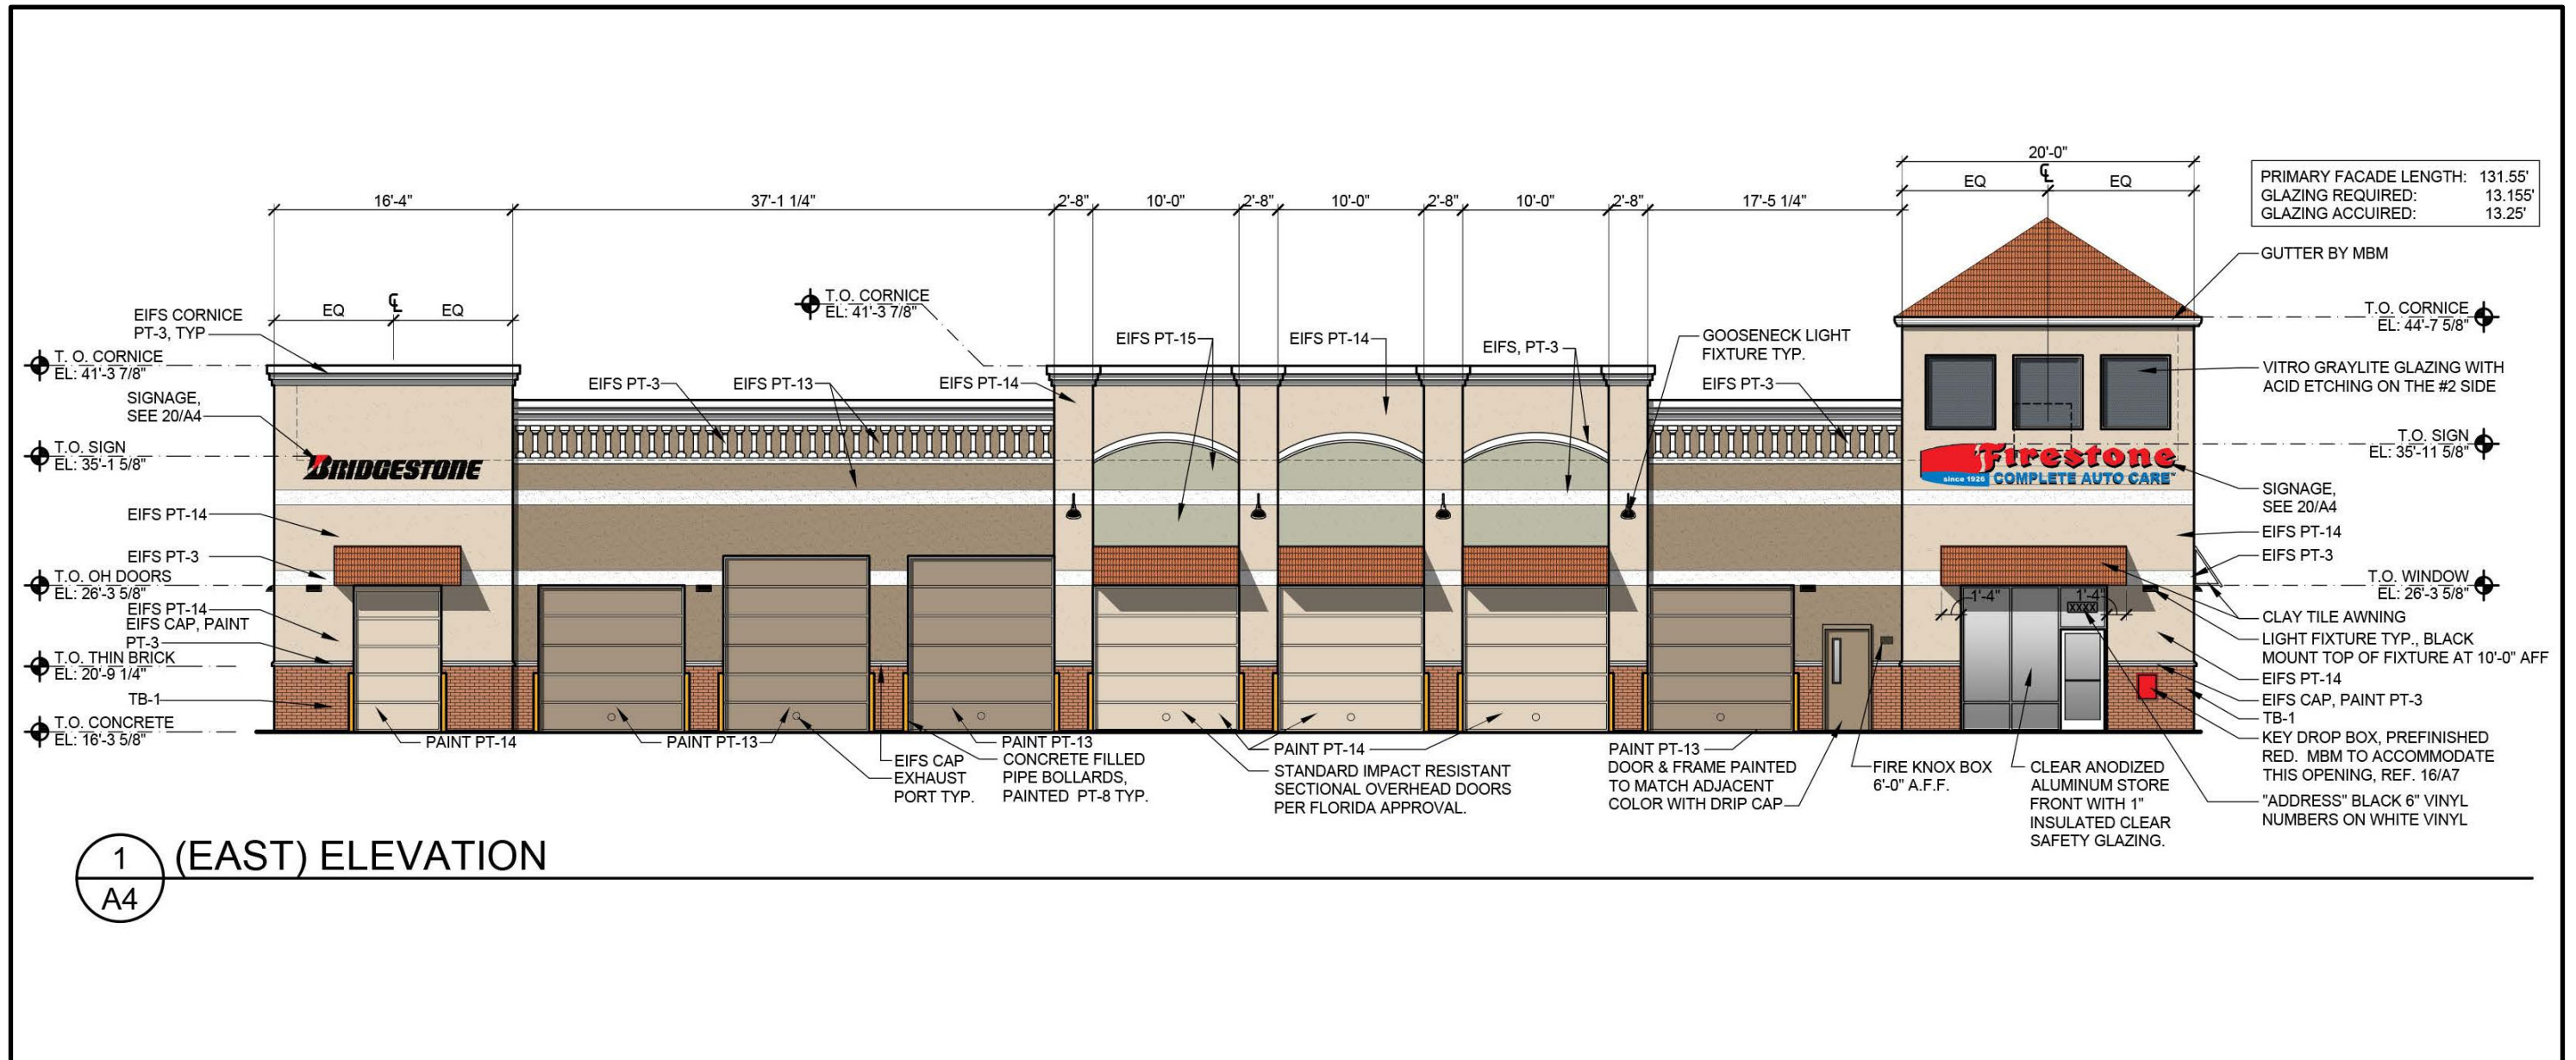 20'-0"
EQ
EQ
PRIMARY FACADE LENGTH: 131.55'
GLAZING REQUIRED: 13.155'
GLAZING ACCUIRED: 13.25'
16'-4"
37'-1 1/4"
2'-8"
10'-0"
2'-8"
10'-0"
2'-8"
10'-0"
2'-8"
17'-5 1/4"
GUTTER BY MBM
T.O. CORNICE
EL: 41'-3 7/8"
EQ
EQ
EIFS CORNICE
PT-3, TYP
T. O. CORNICE
EL: 41'-3 7/8"
SIGNAGE,
SEE 20/A4
T.O. SIGN
EL: 35'-1 5/8"
EIFS PT-14
EIFS PT-3
T.O. OH DOORS
EL: 26'-3 5/8"
EIFS PT-14
EIFS CAP, PAINT
PT-3
T.O. THIN BRICK
EL: 20'-9 1/4"
TB-1
T.O. CONCRETE
EL: 16'-3 5/8"
BRIDGESTONE
EIFS PT-3
EIFS PT-13
EIFS PT-14
EIFS PT-15
EIFS PT-14
EIFS, PT-3
GOOSENECK LIGHT
FIXTURE TYP.
EIFS PT-3
Firestone
since 1926 COMPLETE AUTO CARE™
1'-4"
1'-4"
XXXX
T.O. CORNICE
EL: 44'-7 5/8"
VITRO GRAYLITE GLAZING WITH
ACID ETCHING ON THE #2 SIDE
T.O. SIGN
EL: 35'-11 5/8"
SIGNAGE,
SEE 20/A4
EIFS PT-14
EIFS PT-3
T.O. WINDOW
EL: 26'-3 5/8"
CLAY TILE AWNING
LIGHT FIXTURE TYP., BLACK
MOUNT TOP OF FIXTURE AT 10'-0" AFF
EIFS PT-14
EIFS CAP, PAINT PT-3
TB-1
KEY DROP BOX, PREFINISHED
RED. MBM TO ACCOMMODATE
THIS OPENING, REF. 16/A7
"ADDRESS" BLACK 6" VINYL
NUMBERS ON WHITE VINYL
PAINT PT-14
PAINT PT-13
EIFS CAP
EXHAUST
PORT TYP.
PAINT PT-13
CONCRETE FILLED
PIPE BOLLARDS,
PAINTED PT-8 TYP.
PAINT PT-14
STANDARD IMPACT RESISTANT
SECTIONAL OVERHEAD DOORS
PER FLORIDA APPROVAL.
PAINT PT-13
DOOR & FRAME PAINTED
TO MATCH ADJACENT
COLOR WITH DRIP CAP
FIRE KNOX BOX
6'-0" A.F.F.
CLEAR ANODIZED
ALUMINUM STORE
FRONT WITH 1"
INSULATED CLEAR
SAFETY GLAZING.
1
A4
(EAST) ELEVATION